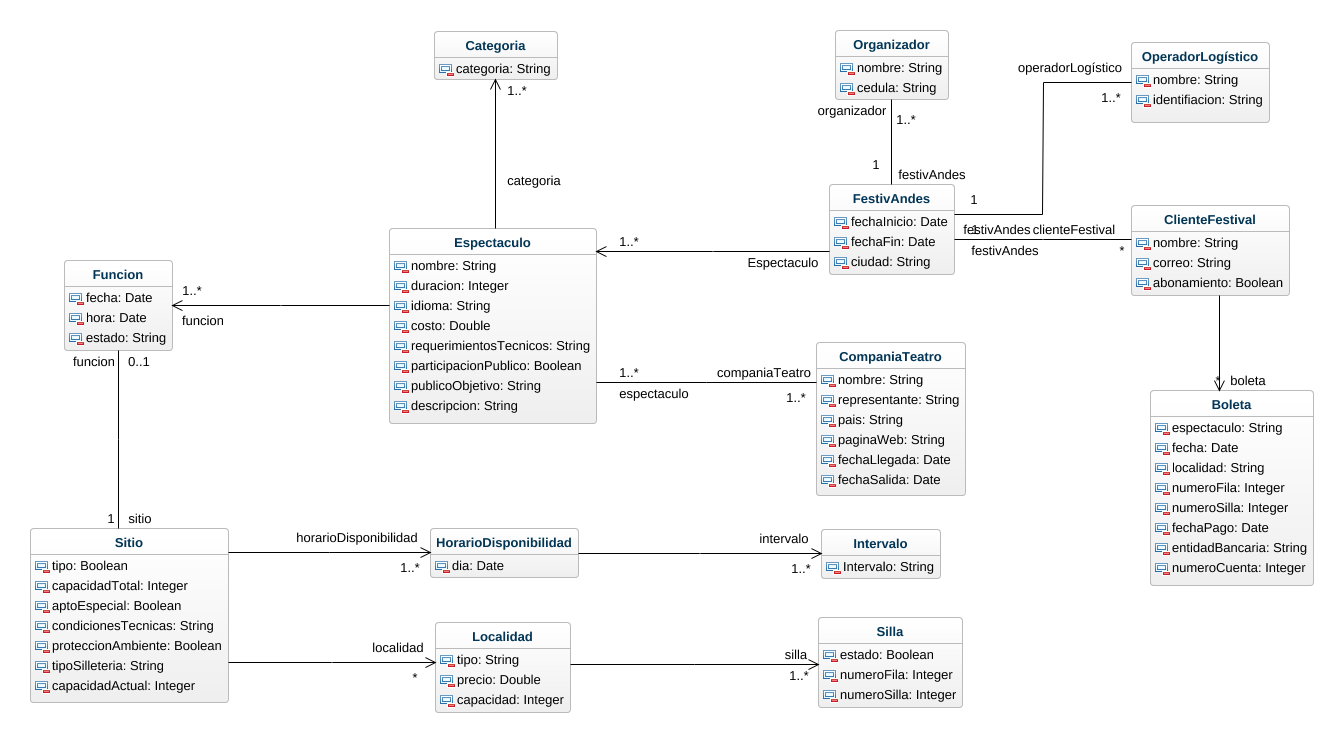 Categoria
categoria: String
1..*
categoria
Organizador
nombre: String
cedula: String
organizador
1..*
1
festivAndes
OperadorLogístico
nombre: String
identifiacion: String
operadorLogístico
1..*
FestivAndes
fechaInicio: Date
fechaFin: Date
ciudad: String
1
festivAndes
1
clienteFestival
festivAndes
*
ClienteFestival
nombre: String
correo: String
abonamiento: Boolean
1..*
Espectaculo
Espectaculo
nombre: String
duracion: Integer
idioma: String
costo: Double
requerimientosTecnicos: String
participacionPublico: Boolean
publicoObjetivo: String
descripcion: String
Funcion
fecha: Date
hora: Date
estado: String
1..*
funcion
funcion
0..1
1..*
espectaculo
companiaTeatro
1..*
CompaniaTeatro
nombre: String
representante: String
pais: String
paginaWeb: String
fechaLlegada: Date
fechaSalida: Date
*
boleta
Boleta
espectaculo: String
fecha: Date
localidad: String
numeroFila: Integer
numeroSilla: Integer
fechaPago: Date
entidadBancaria: String
numeroCuenta: Integer
1
sitio
Sitio
tipo: Boolean
capacidadTotal: Integer
aptoEspecial: Boolean
condicionesTecnicas: String
proteccionAmbiente: Boolean
tipoSilleteria: String
capacidadActual: Integer
horarioDisponibilidad
1..*
HorarioDisponibilidad
dia: Date
intervalo
1..*
Intervalo
Intervalo: String
localidad
*
Localidad
tipo: String
precio: Double
capacidad: Integer
silla
1..*
Silla
estado: Boolean
numeroFila: Integer
numeroSilla: Integer